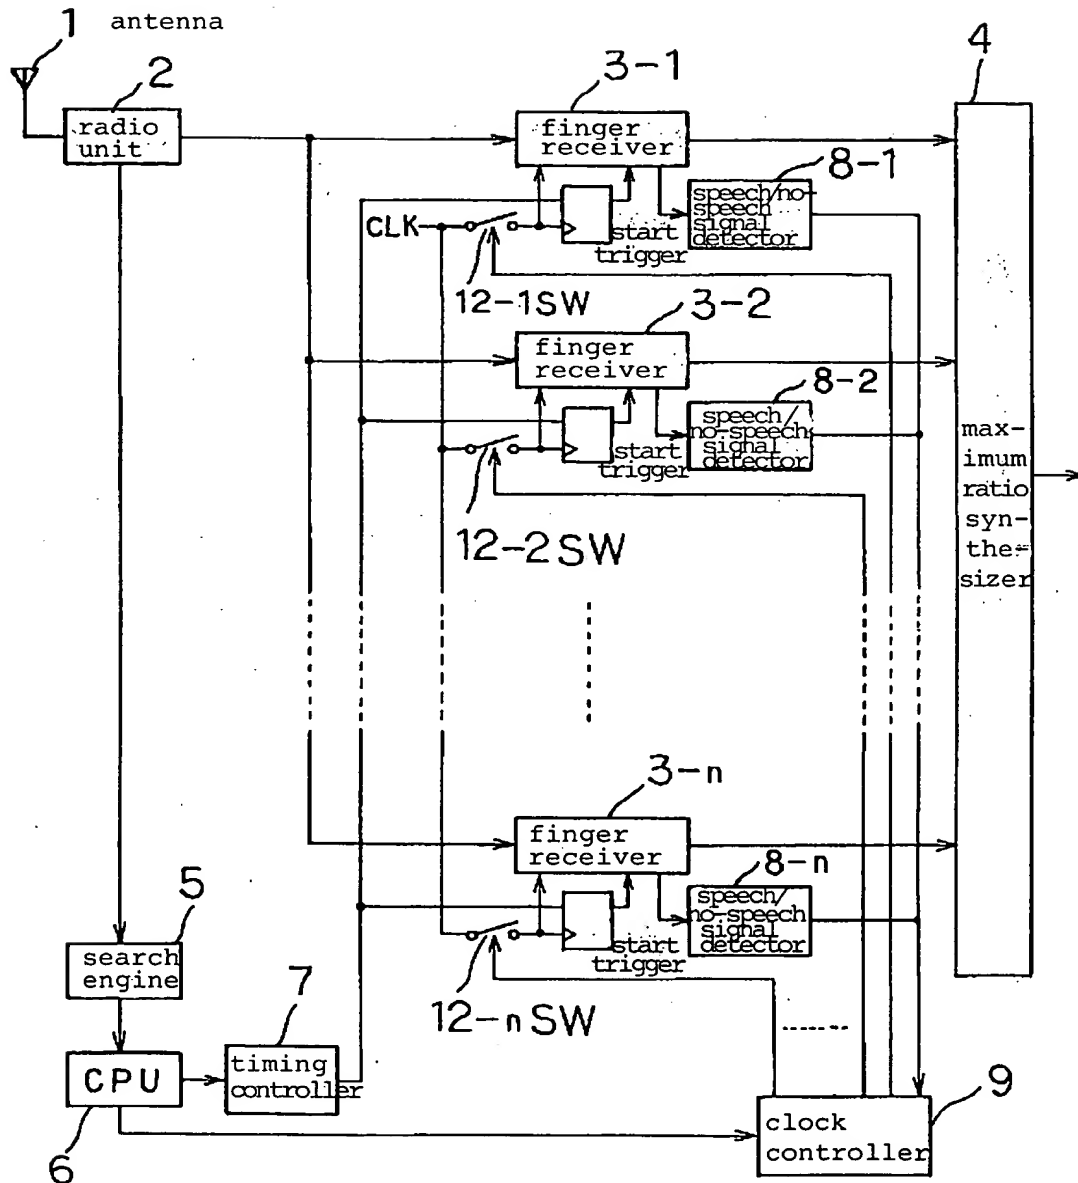 1 antenna
2
radio
unit
3-1
finger
receiver
4
8-1
speech/no-
speech
signal
detector
CLK
start
trigger
12-1SW
3-2
finger
receiver
8-2
speech/
no-speech
signal
detector
start
trigger
12-2SW
max-
imum
ratio
syn-
the-
sizer
3-n
finger
receiver
8-n
speech/
no-speech
signal
detector
start
trigger
12-nSW
5
search
engine
7
timing
controller
CPU
6
9
clock
controller